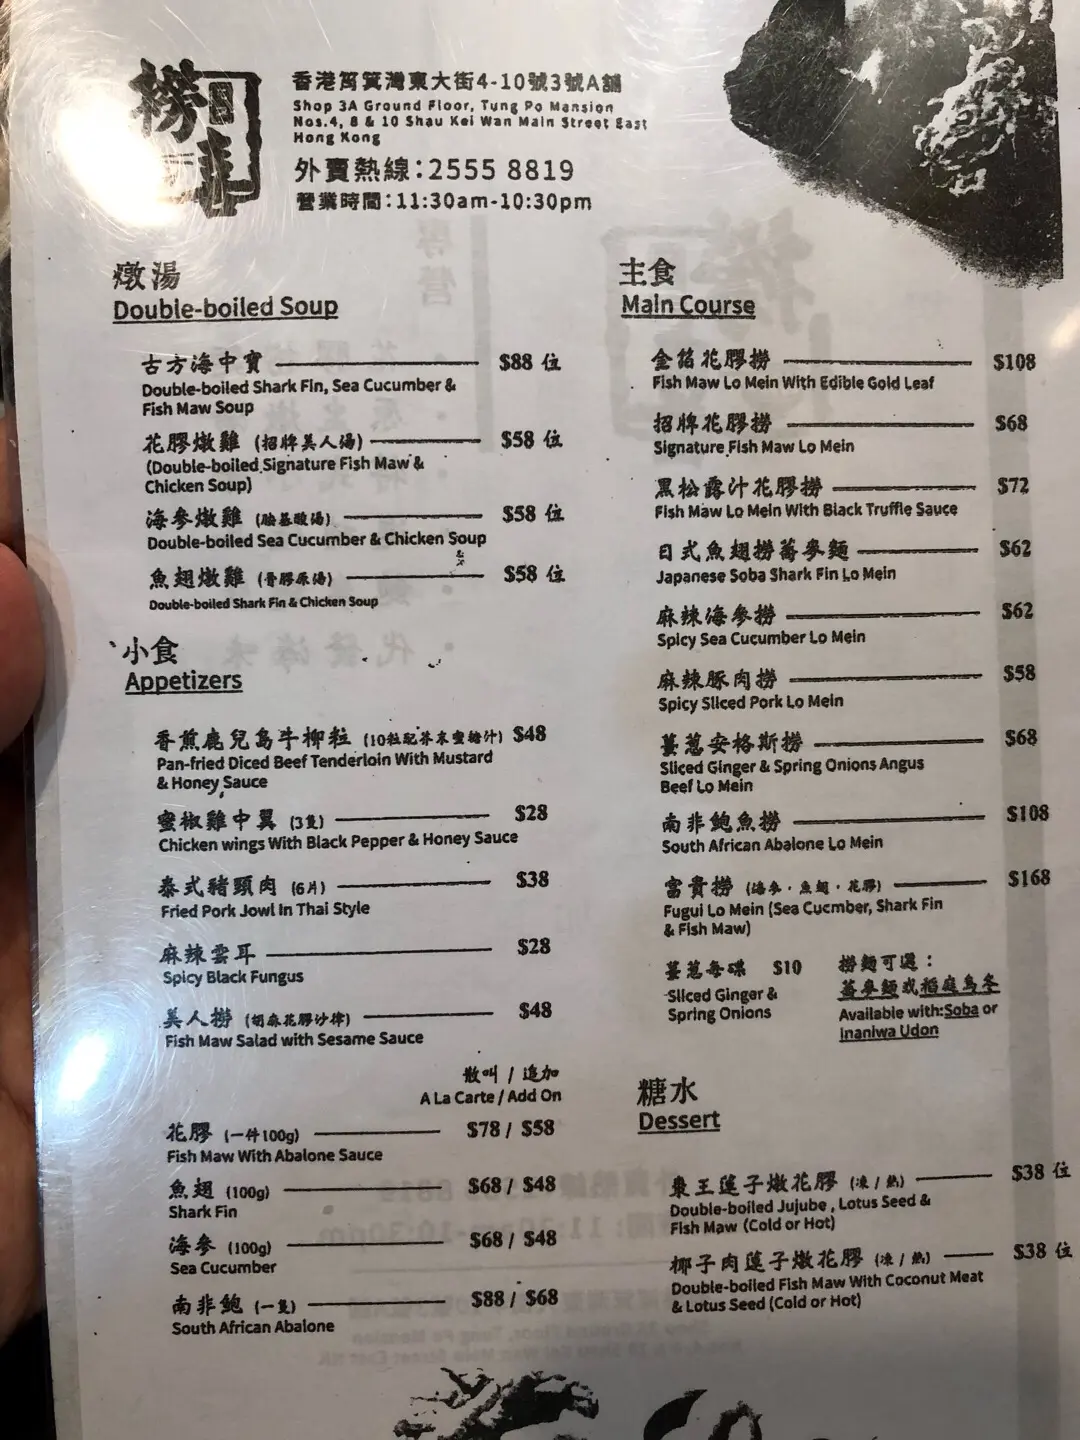 撈
香港筲箕灣東大街4-10號3號A舖
Shop 3A Ground Floor, Tung Po Mansion
Nos.4, 8 & 10 Shau Kei Wan Main Street East
Hong Kong
外賣熱線：2555 8819
營業時間：11:30am-10:30pm
燉湯
Double-boiled Soup
古方海中寶 $88 位
Double-boiled Shark Fin, Sea Cucumber &
Fish Maw Soup
花膠燉雞 (招牌美人湯) $58 位
(Double-boiled Signature Fish Maw &
Chicken Soup)
海參燉雞 $58 位
Double-boiled Sea Cucumber & Chicken Soup
魚翅燉雞 (骨膠原湯) $58 位
Double-boiled Shark Fin & Chicken Soup
小食
Appetizers
香煎鹿兒島牛柳粒 (10粒配芥末蜜糖汁) $48
Pan-fried Diced Beef Tenderloin With Mustard
& Honey Sauce
蜜椒雞中翼 (3隻) $28
Chicken wings With Black Pepper & Honey Sauce
泰式豬頸肉 (6片) $38
Fried Pork Jowl In Thai Style
麻辣雲耳 $28
Spicy Black Fungus
美人撈 (胡麻花膠沙律) $48
Fish Maw Salad with Sesame Sauce
散叫 / 追加
A La Carte / Add On
花膠 (一件100g) $78 / $58
Fish Maw With Abalone Sauce
魚翅 (100g) $68 / $48
Shark Fin
海參 (100g) $68 / $48
Sea Cucumber
南非鮑 (一隻) $88 / $68
South African Abalone
主食
Main Course
金箔花膠撈 $108
Fish Maw Lo Mein With Edible Gold Leaf
招牌花膠撈 $68
Signature Fish Maw Lo Mein
黑松露汁花膠撈 $72
Fish Maw Lo Mein With Black Truffle Sauce
日式魚翅撈蕎麥麵 $62
Japanese Soba Shark Fin Lo Mein
麻辣海參撈 $62
Spicy Sea Cucumber Lo Mein
麻辣豚肉撈 $58
Spicy Sliced Pork Lo Mein
薑蔥安格斯撈 $68
Sliced Ginger & Spring Onions Angus
Beef Lo Mein
南非鮑魚撈 $108
South African Abalone Lo Mein
富貴撈 (海參・魚翅・花膠) $168
Fugui Lo Mein (Sea Cucmber, Shark Fin
& Fish Maw)
薑蔥每碟 $10
Sliced Ginger &
Spring Onions
撈麵可選：
蕎麥麵或稻庭烏冬
Available with:Soba or
Inaniwa Udon
糖水
Dessert
棗王蓮子燉花膠 (凍 / 熱) $38 位
Double-boiled Jujube , Lotus Seed &
Fish Maw (Cold or Hot)
椰子肉蓮子燉花膠 (凍 / 熱) $38 位
Double-boiled Fish Maw With Coconut Meat
& Lotus Seed (Cold or Hot)